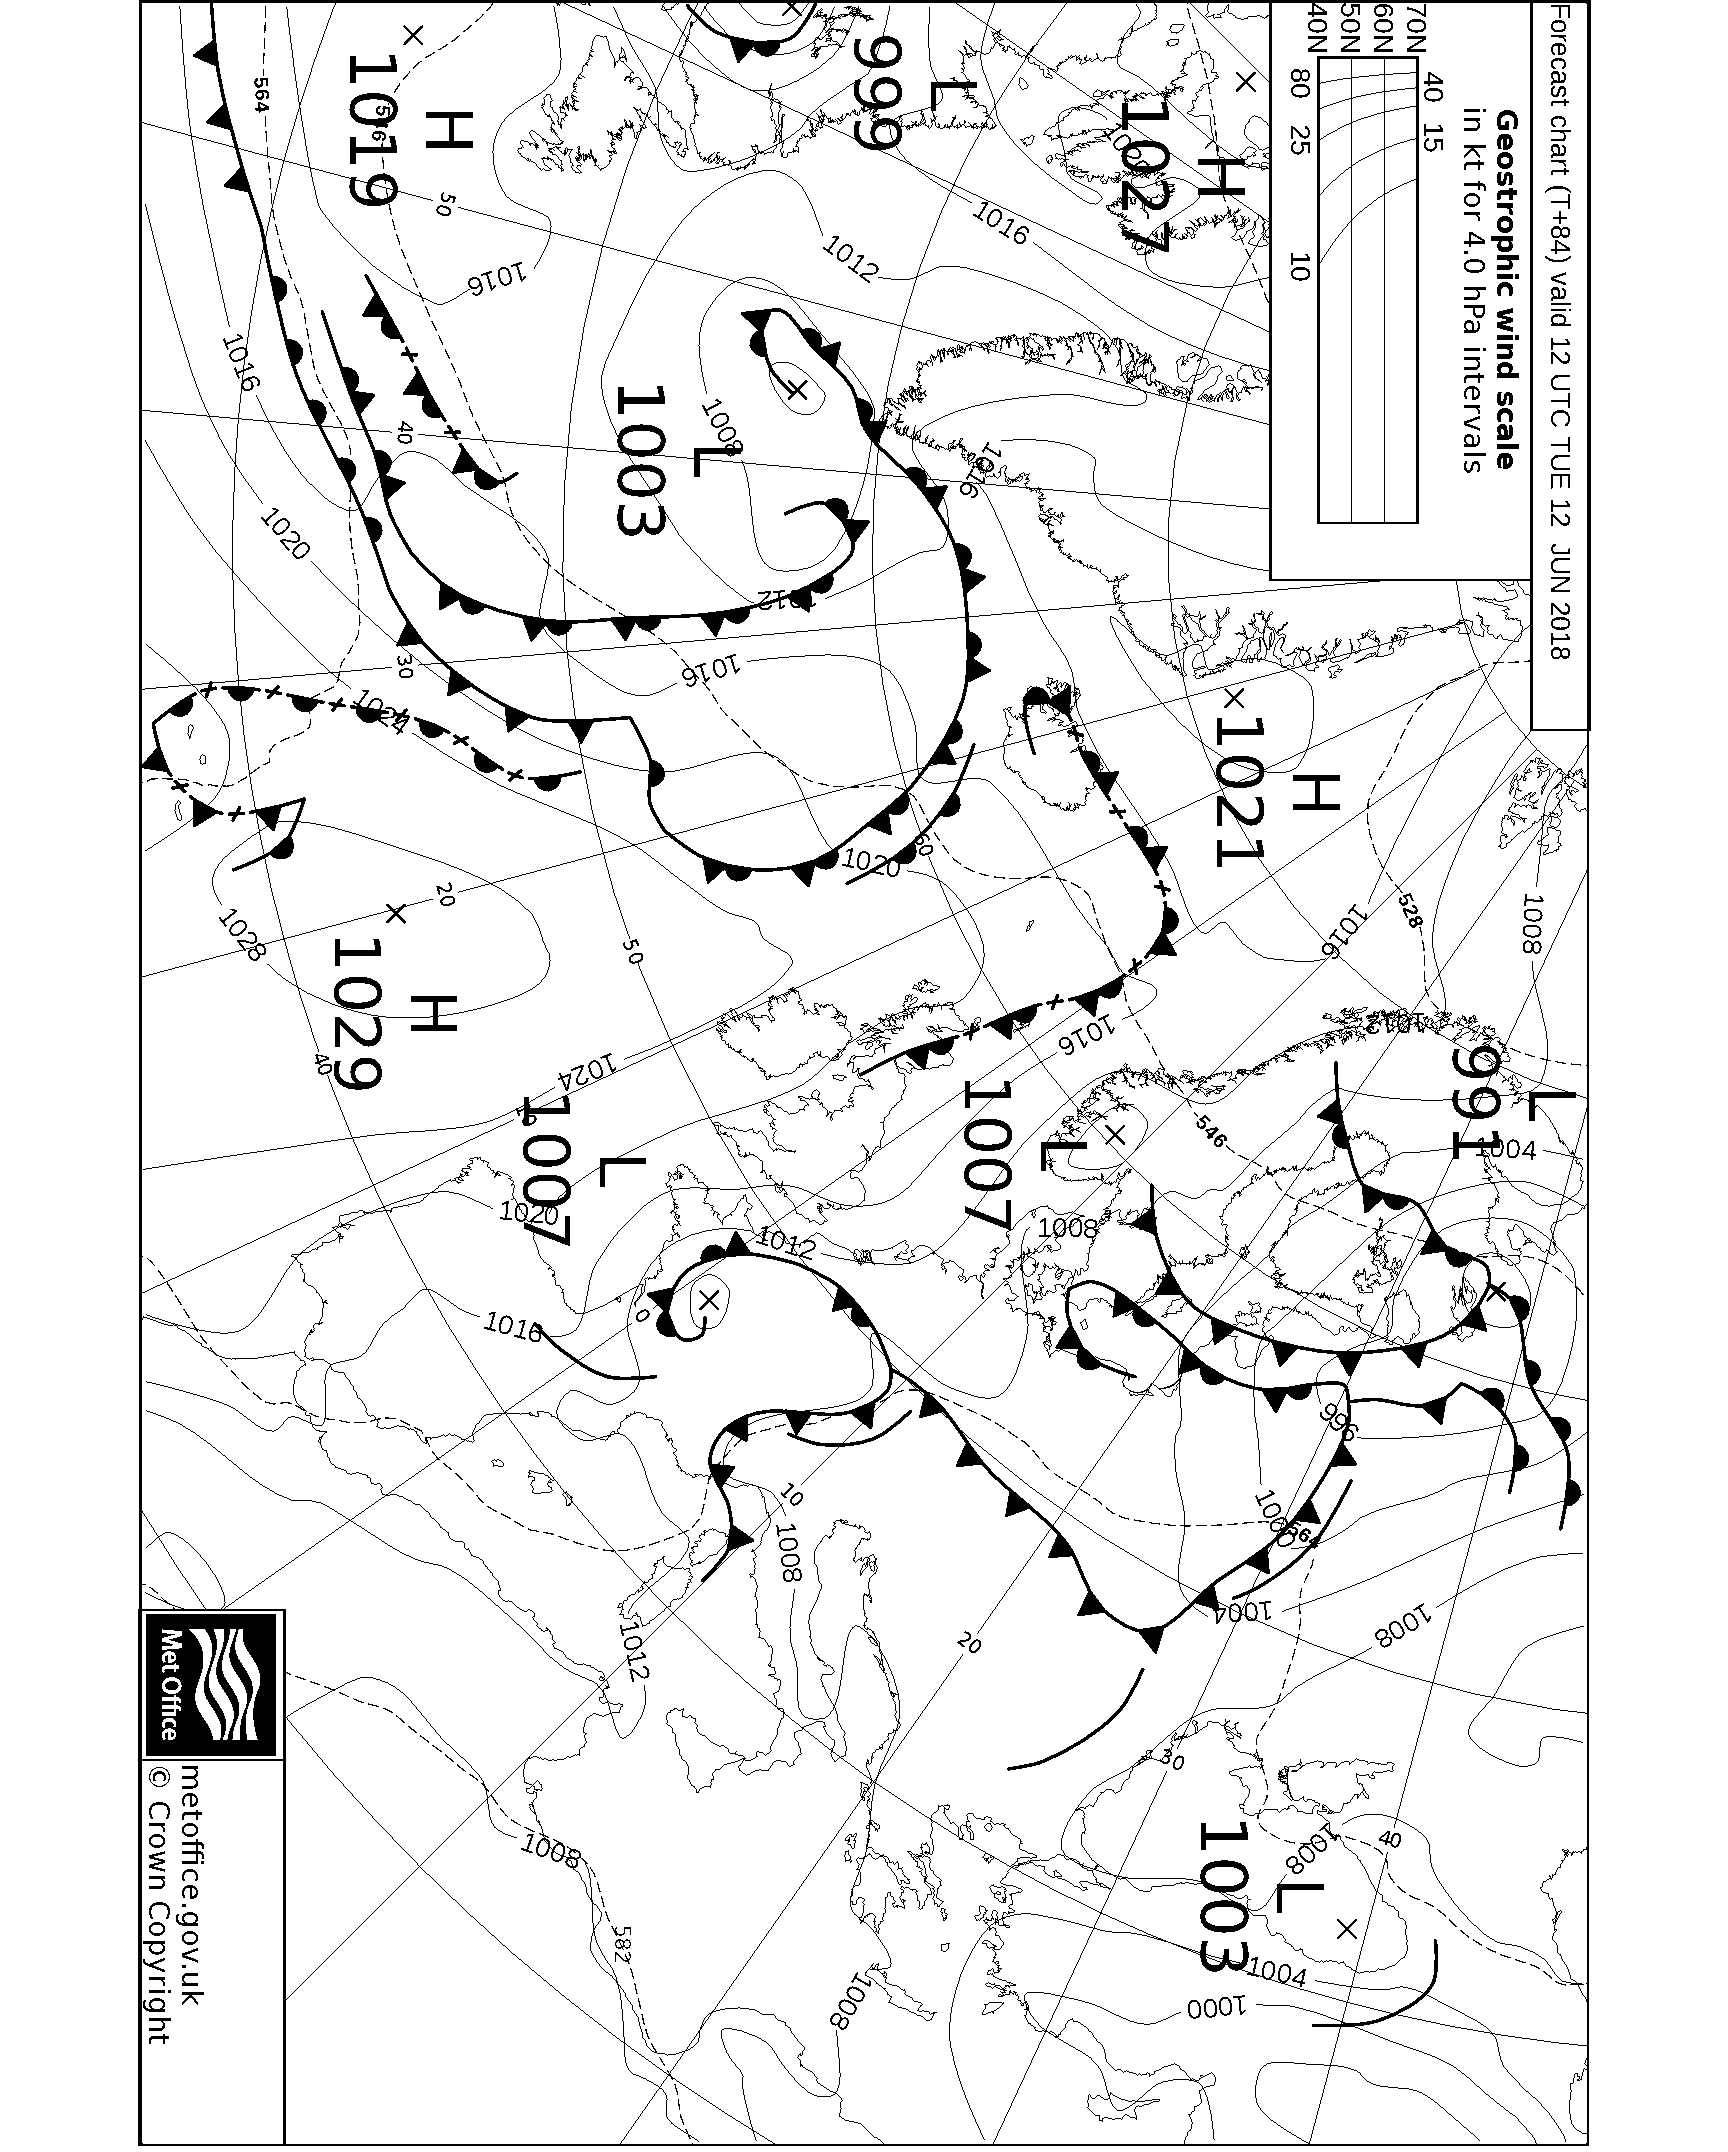 Forecast chart (T+84) valid 12 UTC TUE 12 JUN 2018
Geostrophic wind scale
in kt for 4.0 hPa intervals
40 15
70N
60N
50N
40N
80 25 10
H
1027
L
999
H
1019
564
50
1016
1012
1016
1016
1020
40
30
1008
L
1003
1016
1012
1016
H
1021
1024
1020
60
20
1028
H
1029
40
50
1024
1016
1016
528
1008
1012
L
991
1004
546
L
1007
1008
L
1007
1020
1012
1016
0
10
996
1004
1008
1008
1012
20
30
40
1008
L
1003
1004
1000
1008
1008
582
Met Office
metoffice.gov.uk
© Crown Copyright